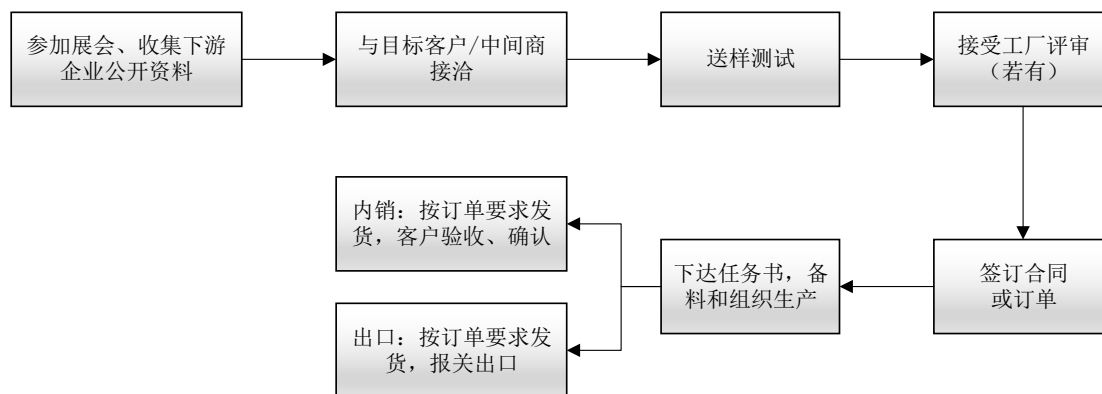 参加展会、收集下游
企业公开资料
与目标客户/中间商
接洽
送样测试
接受工厂评审
（若有）
签订合同
或订单
下达任务书，备
料和组织生产
内销：按订单要求发
货，客户验收、确认
出口：按订单要求发
货，报关出口